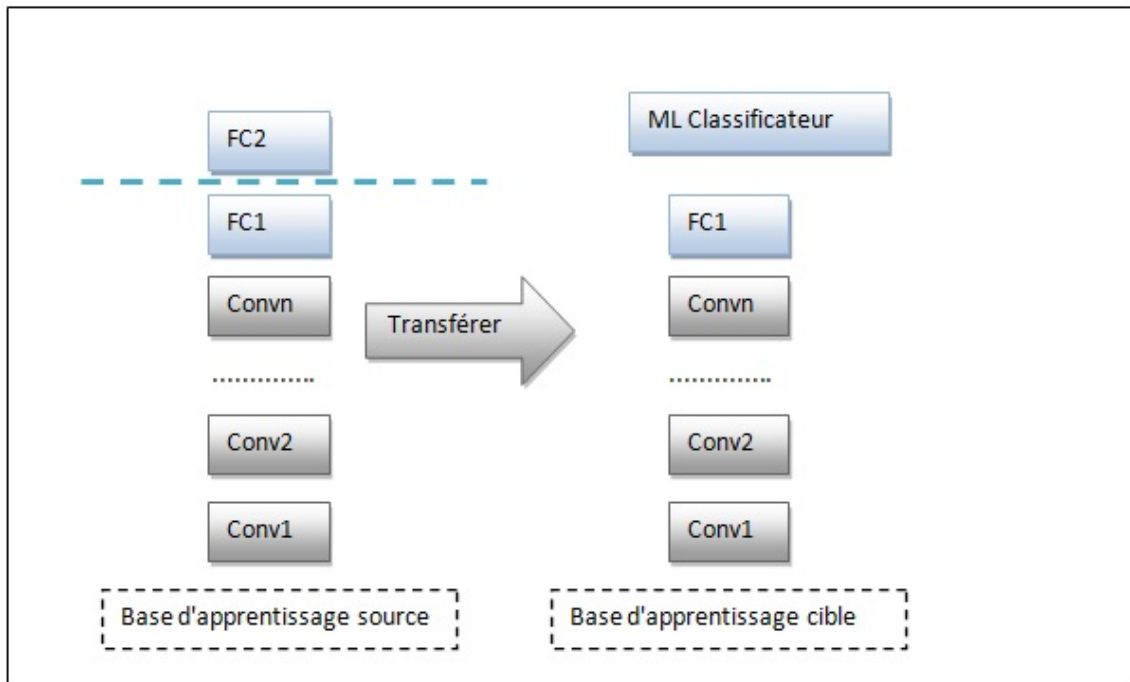 FC2
FC1
Convn
..............
Conv2
Conv1
Base d'apprentissage source
Transférer
ML Classificateur
FC1
Convn
..............
Conv2
Conv1
Base d'apprentissage cible